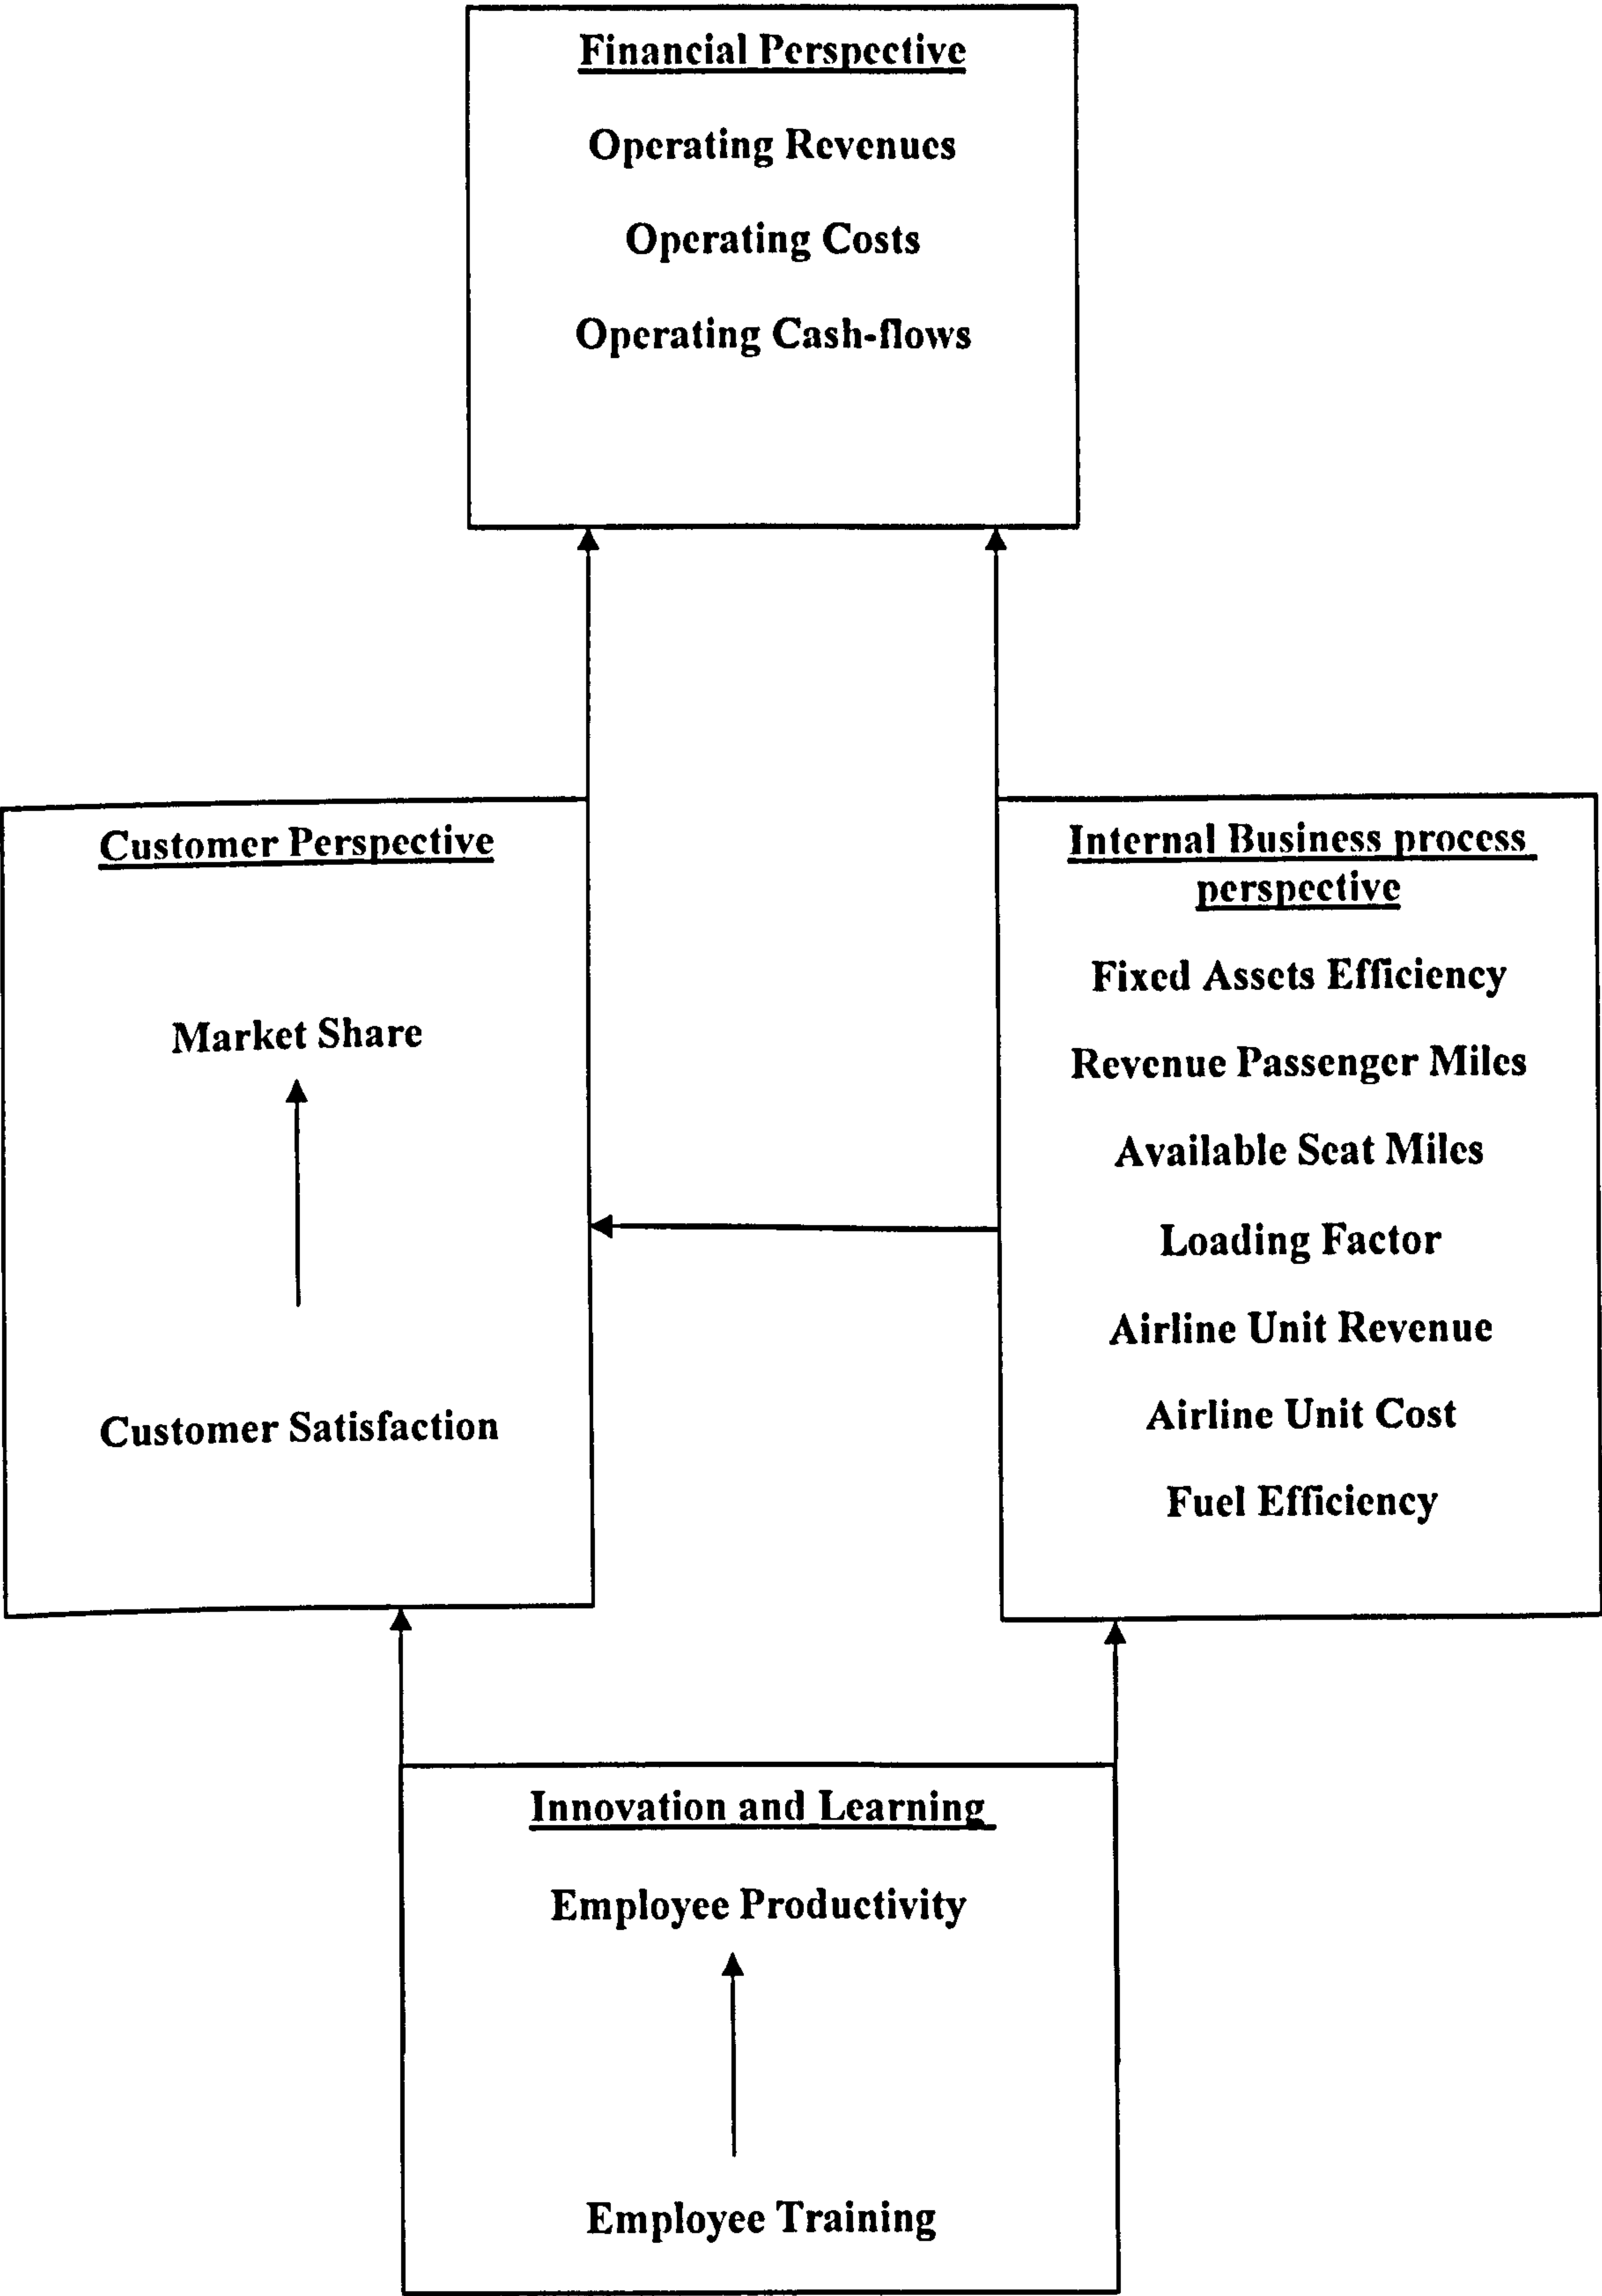 Financial Perspective
Operating Revenues
Operating Costs
Operating Cash-flows
Customer Perspective
Market Share
Customer Satisfaction
Internal Business process
perspective
Fixed Assets Efficiency
Revenue Passenger Miles
Available Seat Miles
Loading Factor
Airline Unit Revenue
Airline Unit Cost
Fuel Efficiency
Innovation and Learning
Employee Productivity
Employee Training